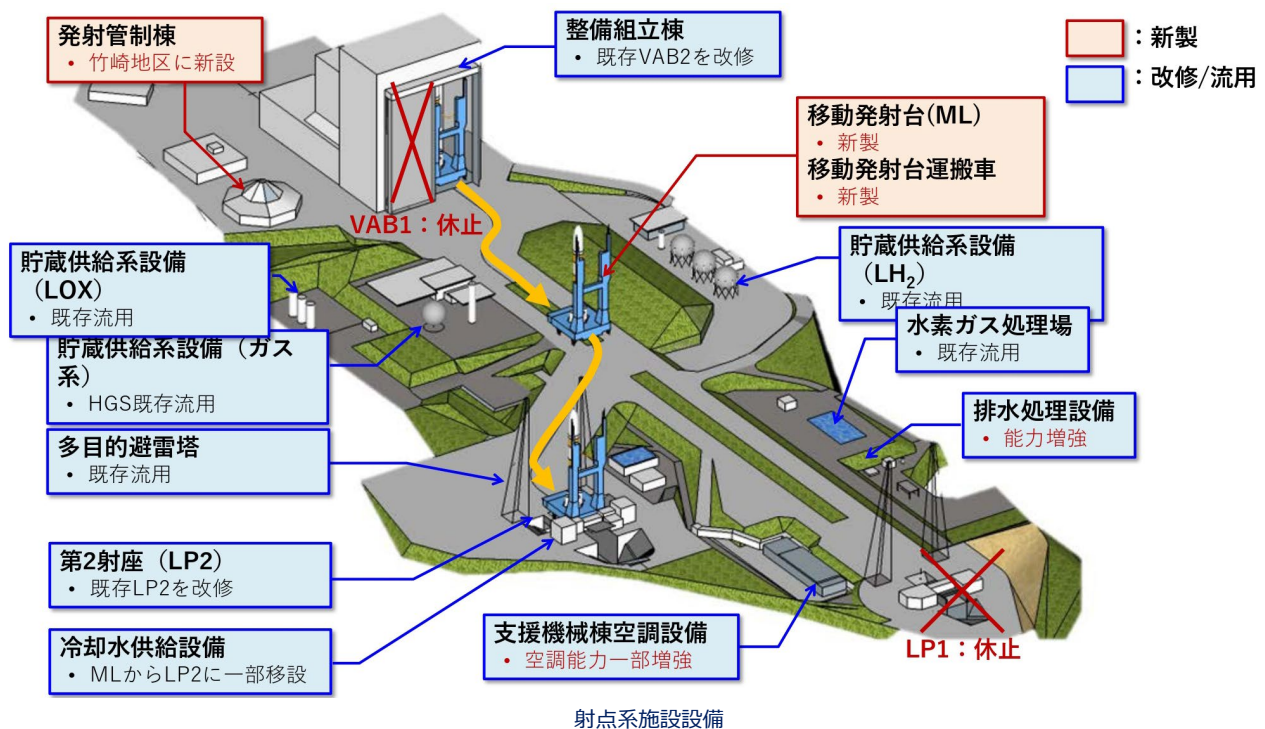 発射管制棟
• 竹崎地区に新設
整備組立棟
• 既存VAB2を改修
：新製
：改修/流用
移動発射台(ML)
• 新製
移動発射台運搬車
• 新製
VAB1：休止
貯蔵供給系設備
（LOX）
• 既存流用
貯蔵供給系設備
（LH₂）
• 既存流用
水素ガス処理場
• 既存流用
貯蔵供給系設備（ガス
系）
• HGS既存流用
排水処理設備
• 能力増強
多目的避雷塔
• 既存流用
第2射座（LP2）
• 既存LP2を改修
冷却水供給設備
• MLからLP2に一部移設
支援機械棟空調設備
• 空調能力一部増強
LP1：休止
射点系施設設備